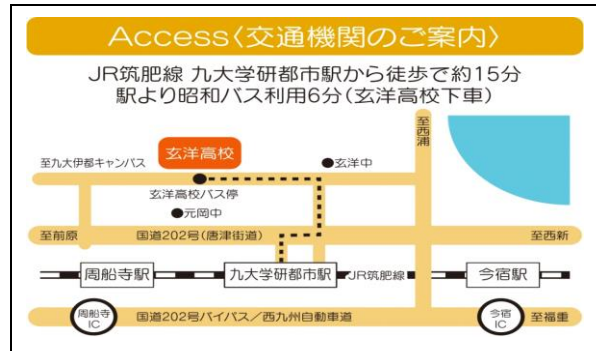 Access〈交通機関のご案内〉
JR筑肥線 九大学研都市駅から徒歩で約15分
駅より昭和バス利用6分(玄洋高校下車)
至西浦
玄洋高校
至九大伊都キャンパス
●玄洋中
玄洋高校バス停
●元岡中
至前原
国道202号(唐津街道)
至西新
周船寺駅
九大学研都市駅
JR筑肥線
今宿駅
周船寺
IC
国道202号バイパス/西九州自動車道
今宿
IC
至福重